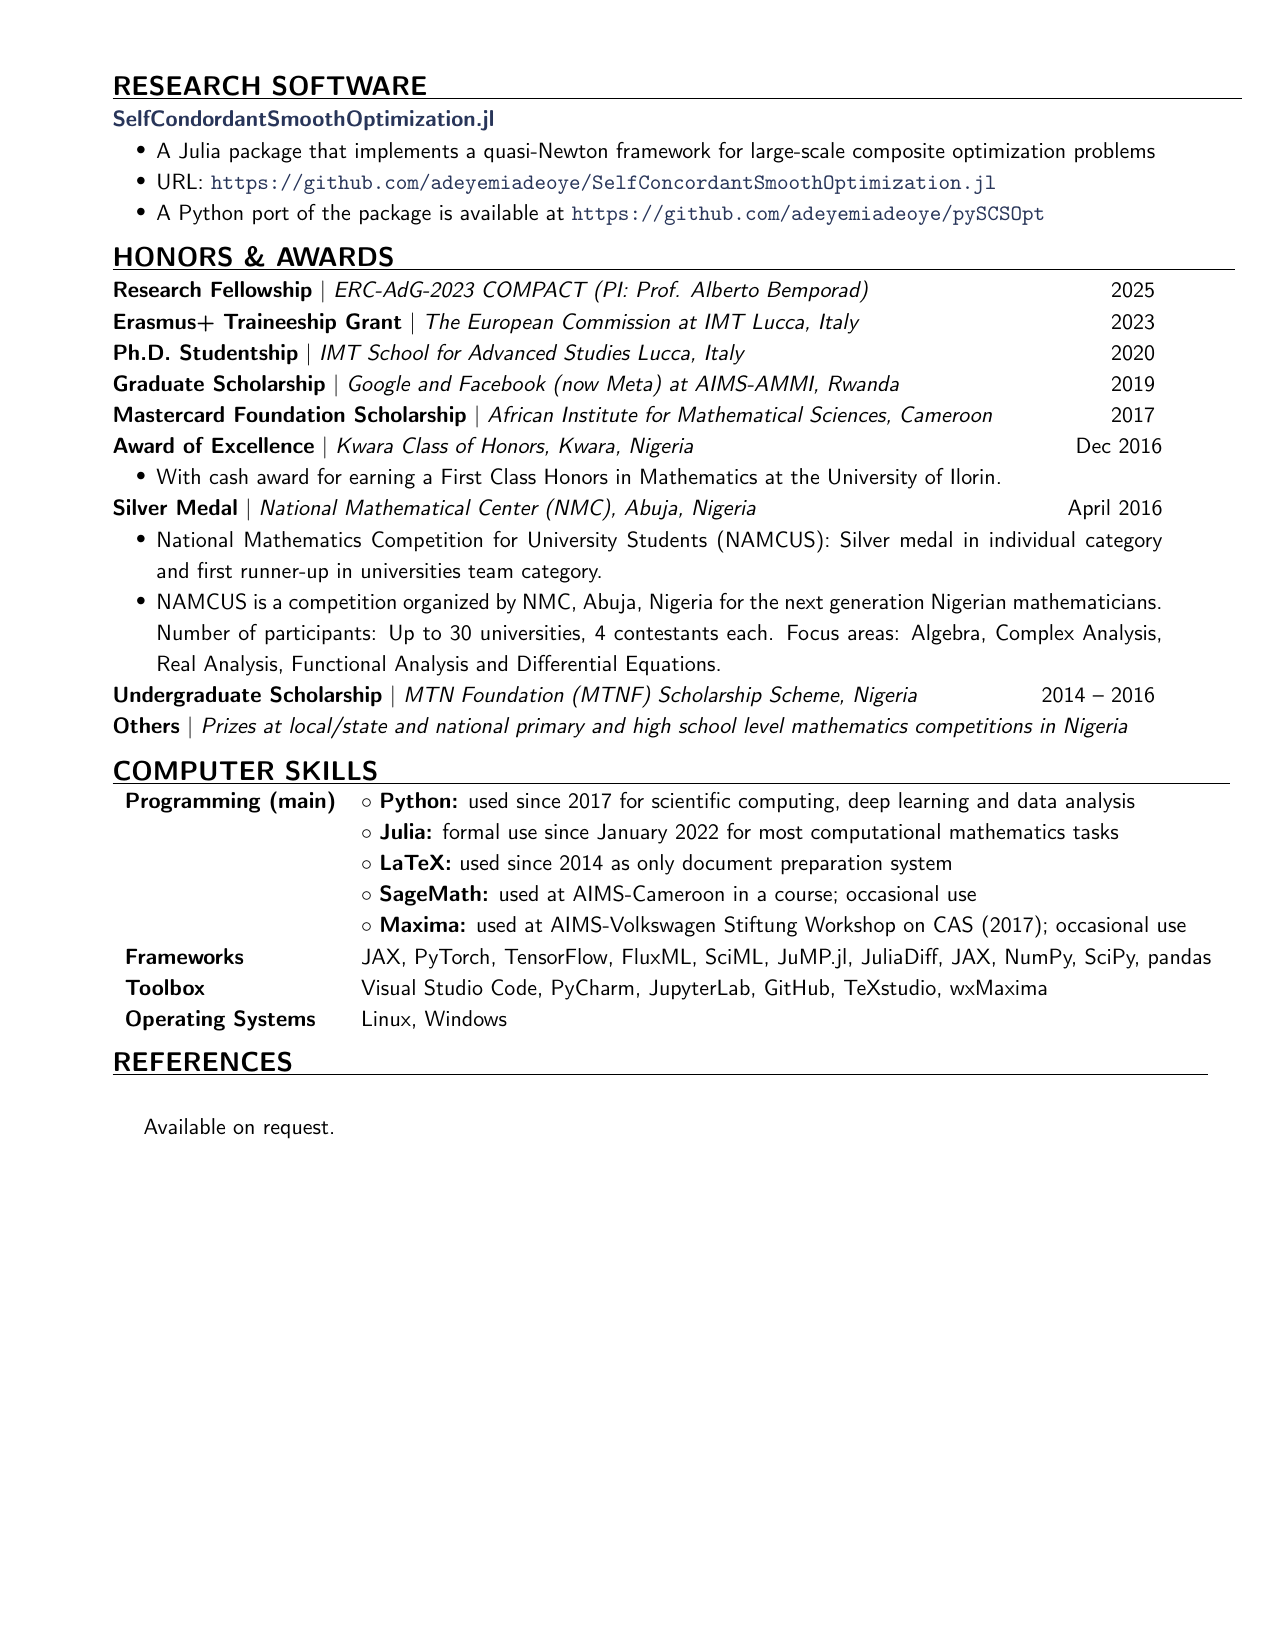 RESEARCH SOFTWARE
SelfCondordantSmoothOptimization.jl
• A Julia package that implements a quasi-Newton framework for large-scale composite optimization problems
• URL: https://github.com/adeyemiadeoye/SelfConcordantSmoothOptimization.jl
• A Python port of the package is available at https://github.com/adeyemiadeoye/pySCSOpt
HONORS & AWARDS
Research Fellowship | ERC-AdG-2023 COMPACT (PI: Prof. Alberto Bemporad) 2025
Erasmus+ Traineeship Grant | The European Commission at IMT Lucca, Italy 2023
Ph.D. Studentship | IMT School for Advanced Studies Lucca, Italy 2020
Graduate Scholarship | Google and Facebook (now Meta) at AIMS-AMMI, Rwanda 2019
Mastercard Foundation Scholarship | African Institute for Mathematical Sciences, Cameroon 2017
Award of Excellence | Kwara Class of Honors, Kwara, Nigeria Dec 2016
• With cash award for earning a First Class Honors in Mathematics at the University of Ilorin.
Silver Medal | National Mathematical Center (NMC), Abuja, Nigeria April 2016
• National Mathematics Competition for University Students (NAMCUS): Silver medal in individual category
and first runner-up in universities team category.
• NAMCUS is a competition organized by NMC, Abuja, Nigeria for the next generation Nigerian mathematicians.
Number of participants: Up to 30 universities, 4 contestants each. Focus areas: Algebra, Complex Analysis,
Real Analysis, Functional Analysis and Differential Equations.
Undergraduate Scholarship | MTN Foundation (MTNF) Scholarship Scheme, Nigeria 2014 – 2016
Others | Prizes at local/state and national primary and high school level mathematics competitions in Nigeria
COMPUTER SKILLS
Programming (main) ○ Python: used since 2017 for scientific computing, deep learning and data analysis
○ Julia: formal use since January 2022 for most computational mathematics tasks
○ LaTeX: used since 2014 as only document preparation system
○ SageMath: used at AIMS-Cameroon in a course; occasional use
○ Maxima: used at AIMS-Volkswagen Stiftung Workshop on CAS (2017); occasional use
Frameworks JAX, PyTorch, TensorFlow, FluxML, SciML, JuMP.jl, JuliaDiff, JAX, NumPy, SciPy, pandas
Toolbox Visual Studio Code, PyCharm, JupyterLab, GitHub, TeXstudio, wxMaxima
Operating Systems Linux, Windows
REFERENCES
Available on request.